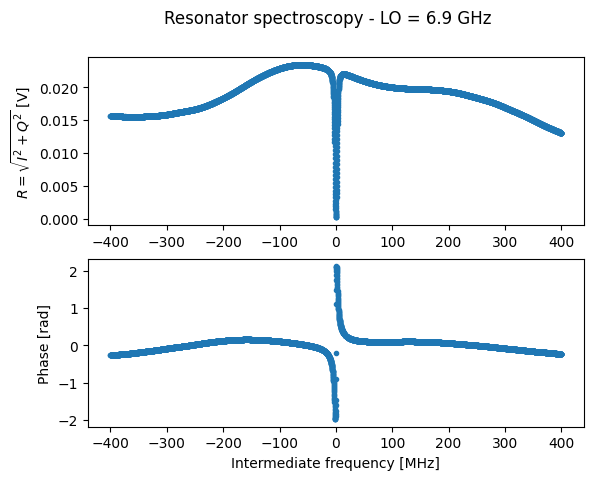 Resonator spectroscopy - LO = 6.9 GHz
R = √I² + Q² [V]
0.020
0.015
0.010
0.005
0.000
−400 −300 −200 −100 0 100 200 300 400
Phase [rad]
2
1
0
−1
−2
−400 −300 −200 −100 0 100 200 300 400
Intermediate frequency [MHz]